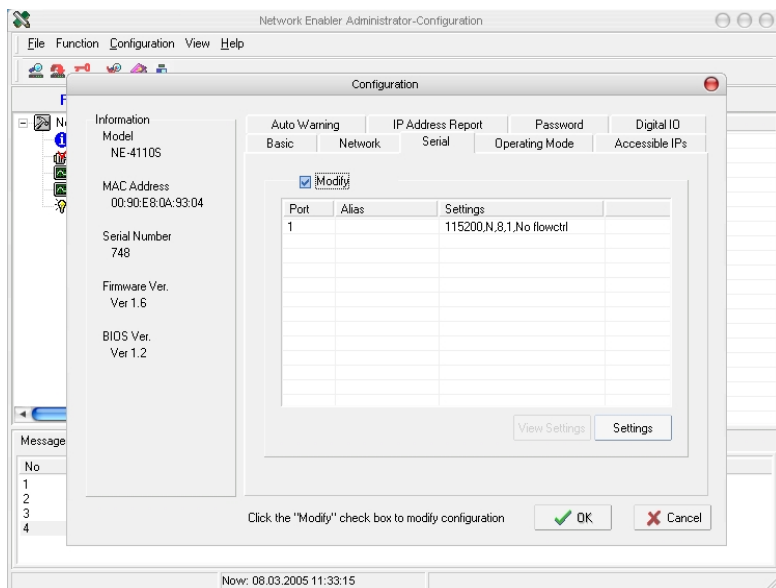 Network Enabler Administrator-Configuration
File Function Configuration View Help
Configuration
Information
Model
NE-4110S
MAC Address
00:90:E8:0A:93:04
Serial Number
748
Firmware Ver.
Ver 1.6
BIOS Ver.
Ver 1.2
Auto Warning IP Address Report Password Digital IO
Basic Network Serial Operating Mode Accessible IPs
Modify
Port Alias Settings
1 115200,N,8,1,No flowctrl
View Settings Settings
Click the "Modify" check box to modify configuration OK Cancel
Message
No
1
2
3
4
Now: 08.03.2005 11:33:15